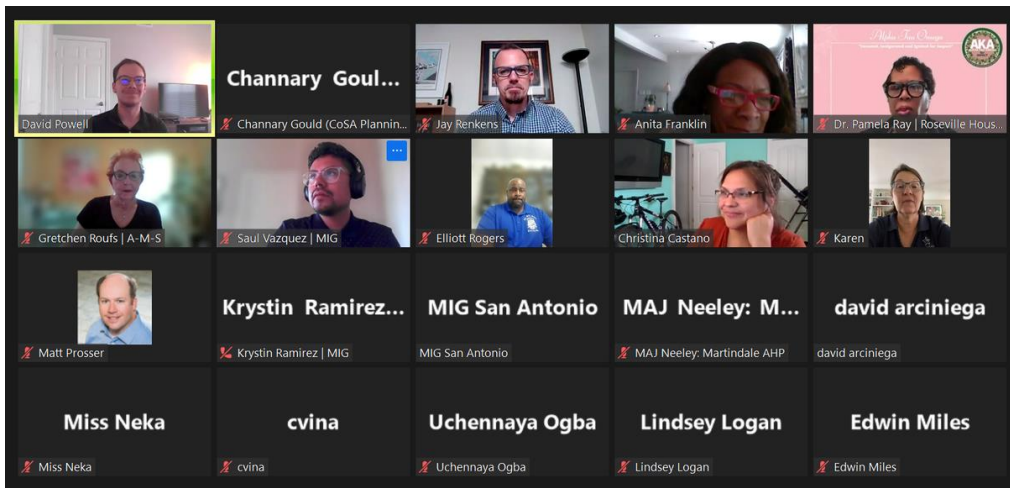 Alpha Tau Omega
AKA
David Powell
Channary Goul...
Channary Gould (CoSA Plannin...
Jay Renkens
Anita Franklin
Dr. Pamela Ray | Roseville Hous...
Gretchen Roufs | A-M-S
Saul Vazquez | MIG
Elliott Rogers
Christina Castano
Karen
Matt Prosser
Krystin Ramirez...
Krystin Ramirez | MIG
MIG San Antonio
MIG San Antonio
MAJ Neeley: M...
MAJ Neeley: Martindale AHP
david arciniega
david arciniega
Miss Neka
Miss Neka
cvina
cvina
Uchennaya Ogba
Uchennaya Ogba
Lindsey Logan
Lindsey Logan
Edwin Miles
Edwin Miles